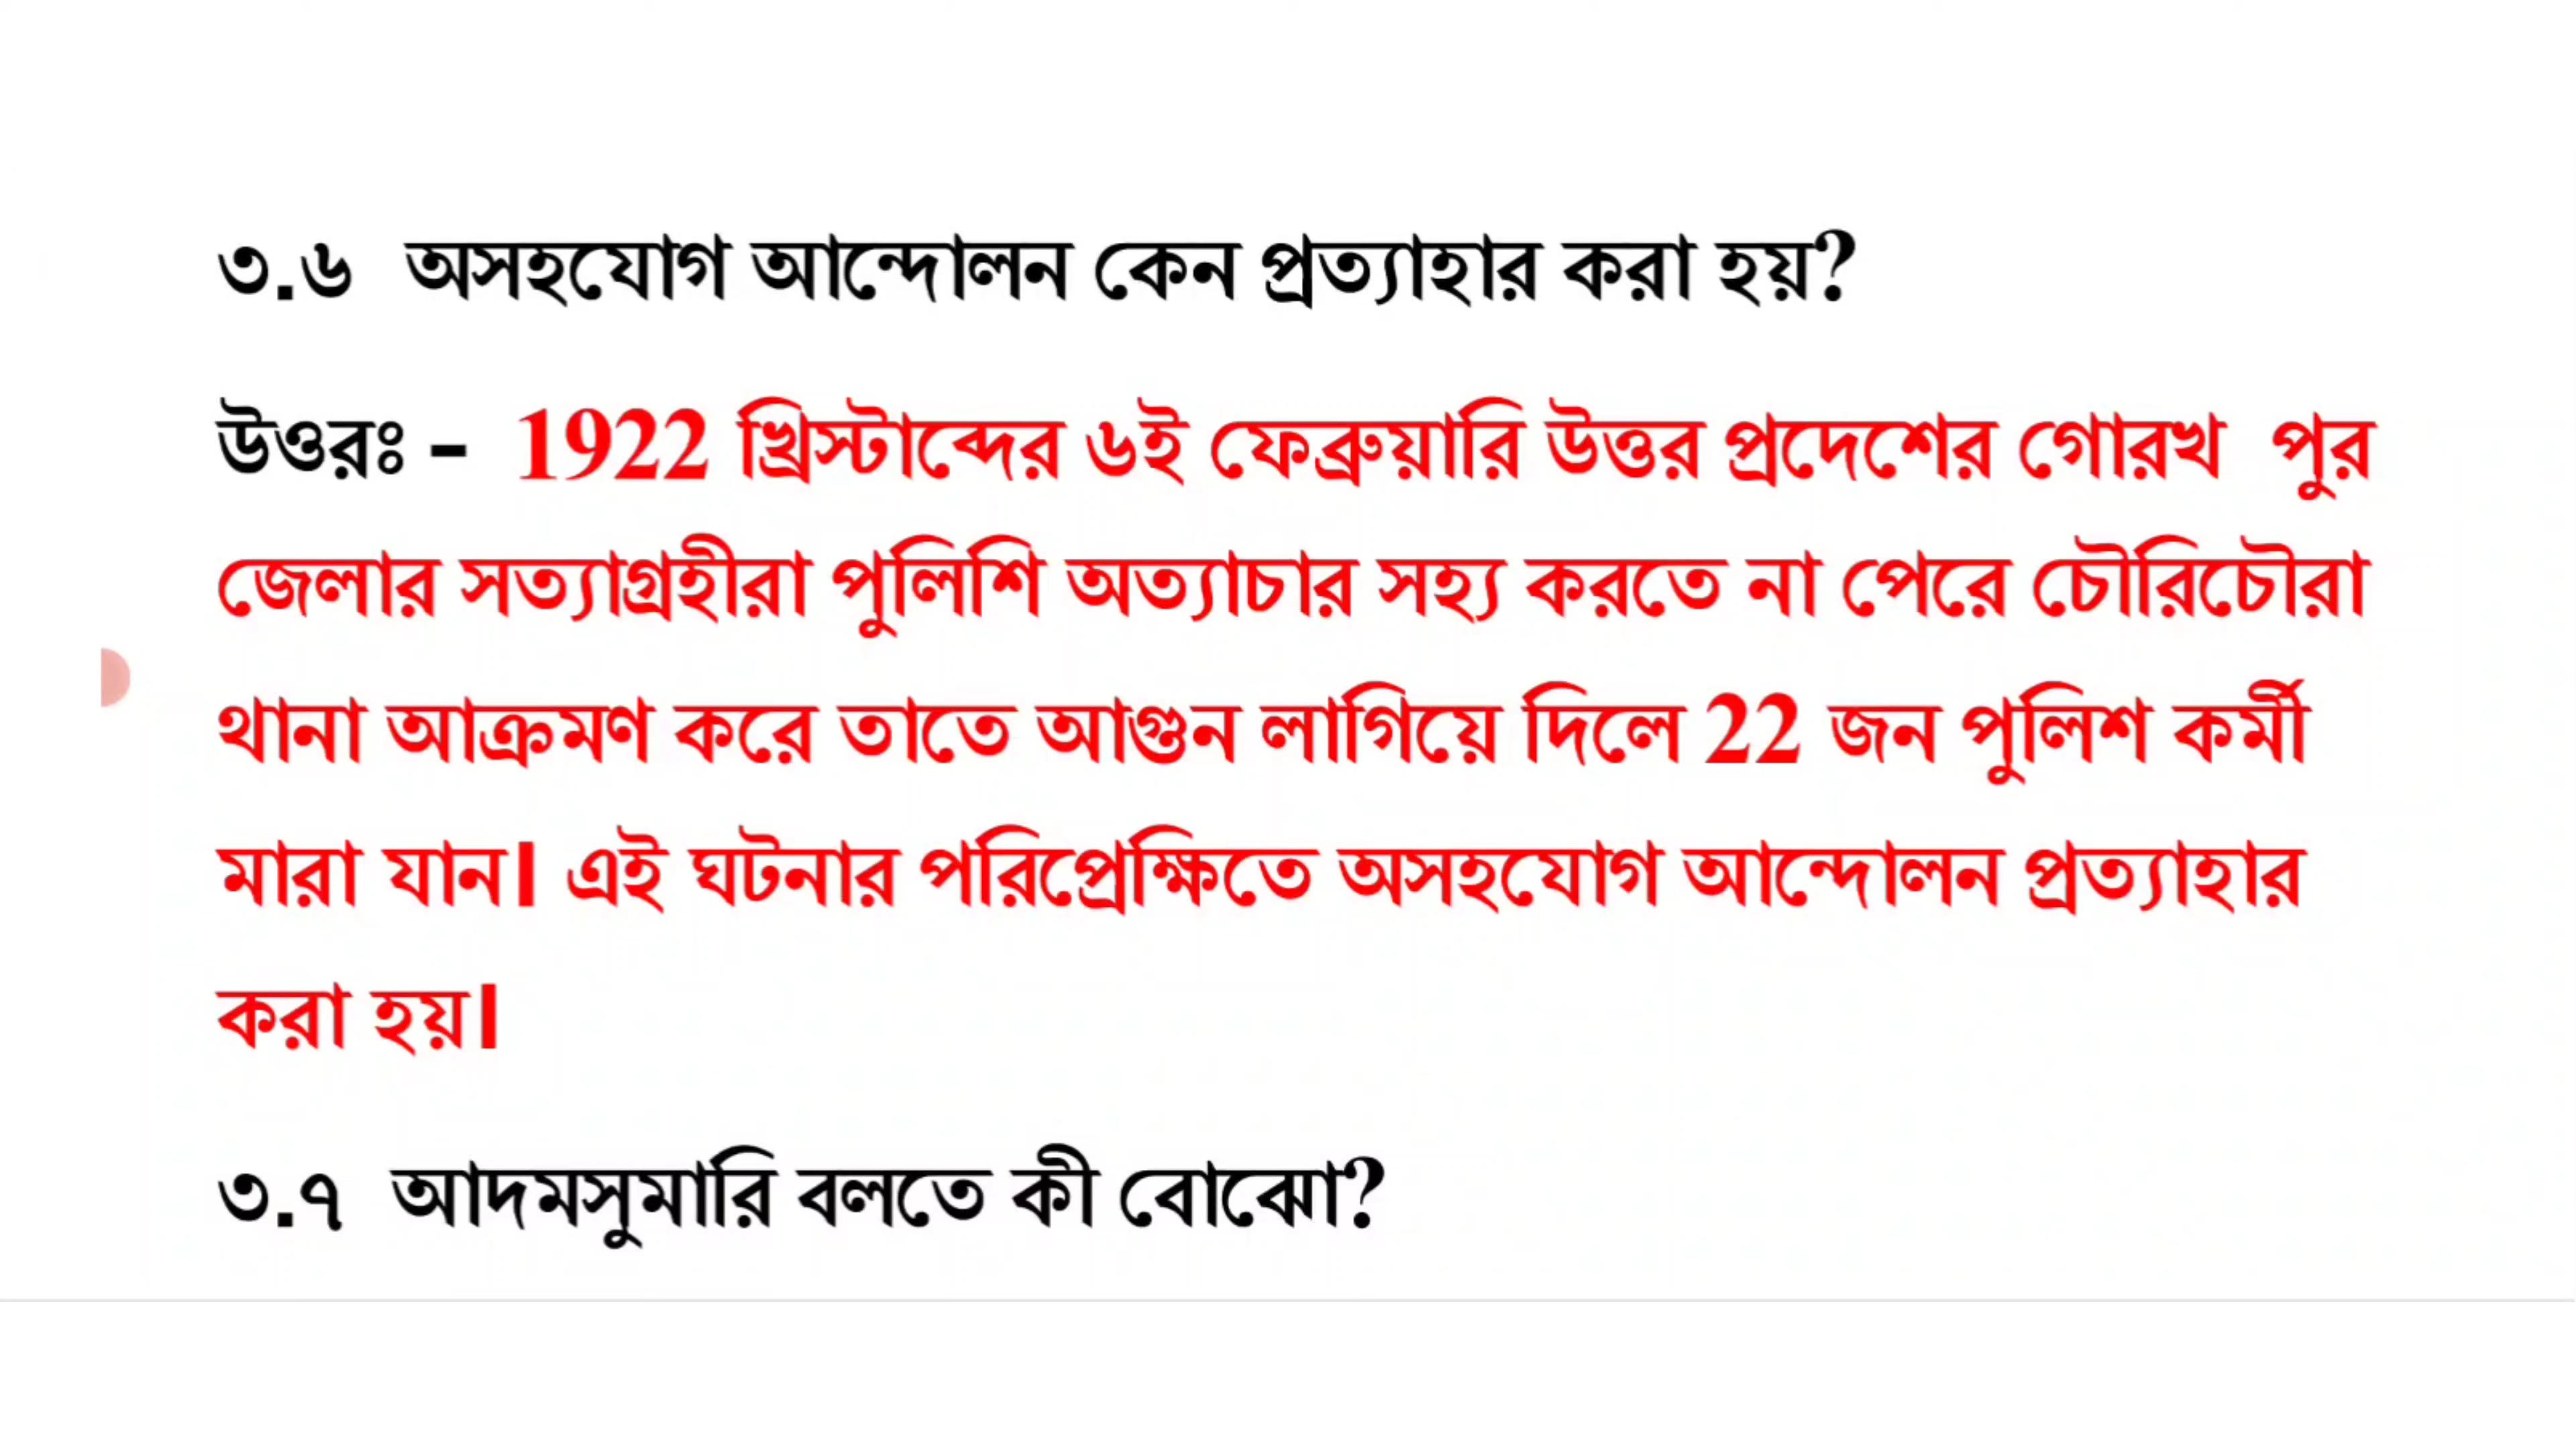 ৩.৬ অসহযোগ আন্দোলন কেন প্রত্যাহার করা হয়?
উওরঃ - 1922 খ্রিস্টাব্দের ৬ই ফেব্রুয়ারি উত্তর প্রদেশের গোরখ পুর
জেলার সত্যাগ্রহীরা পুলিশি অত্যাচার সহ্য করতে না পেরে চৌরিচৌরা
থানা আক্রমণ করে তাতে আগুন লাগিয়ে দিলে 22 জন পুলিশ কর্মী
মারা যান। এই ঘটনার পরিপ্রেক্ষিতে অসহযোগ আন্দোলন প্রত্যাহার
করা হয়।
৩.৭ আদমসুমারি বলতে কী বোঝো?